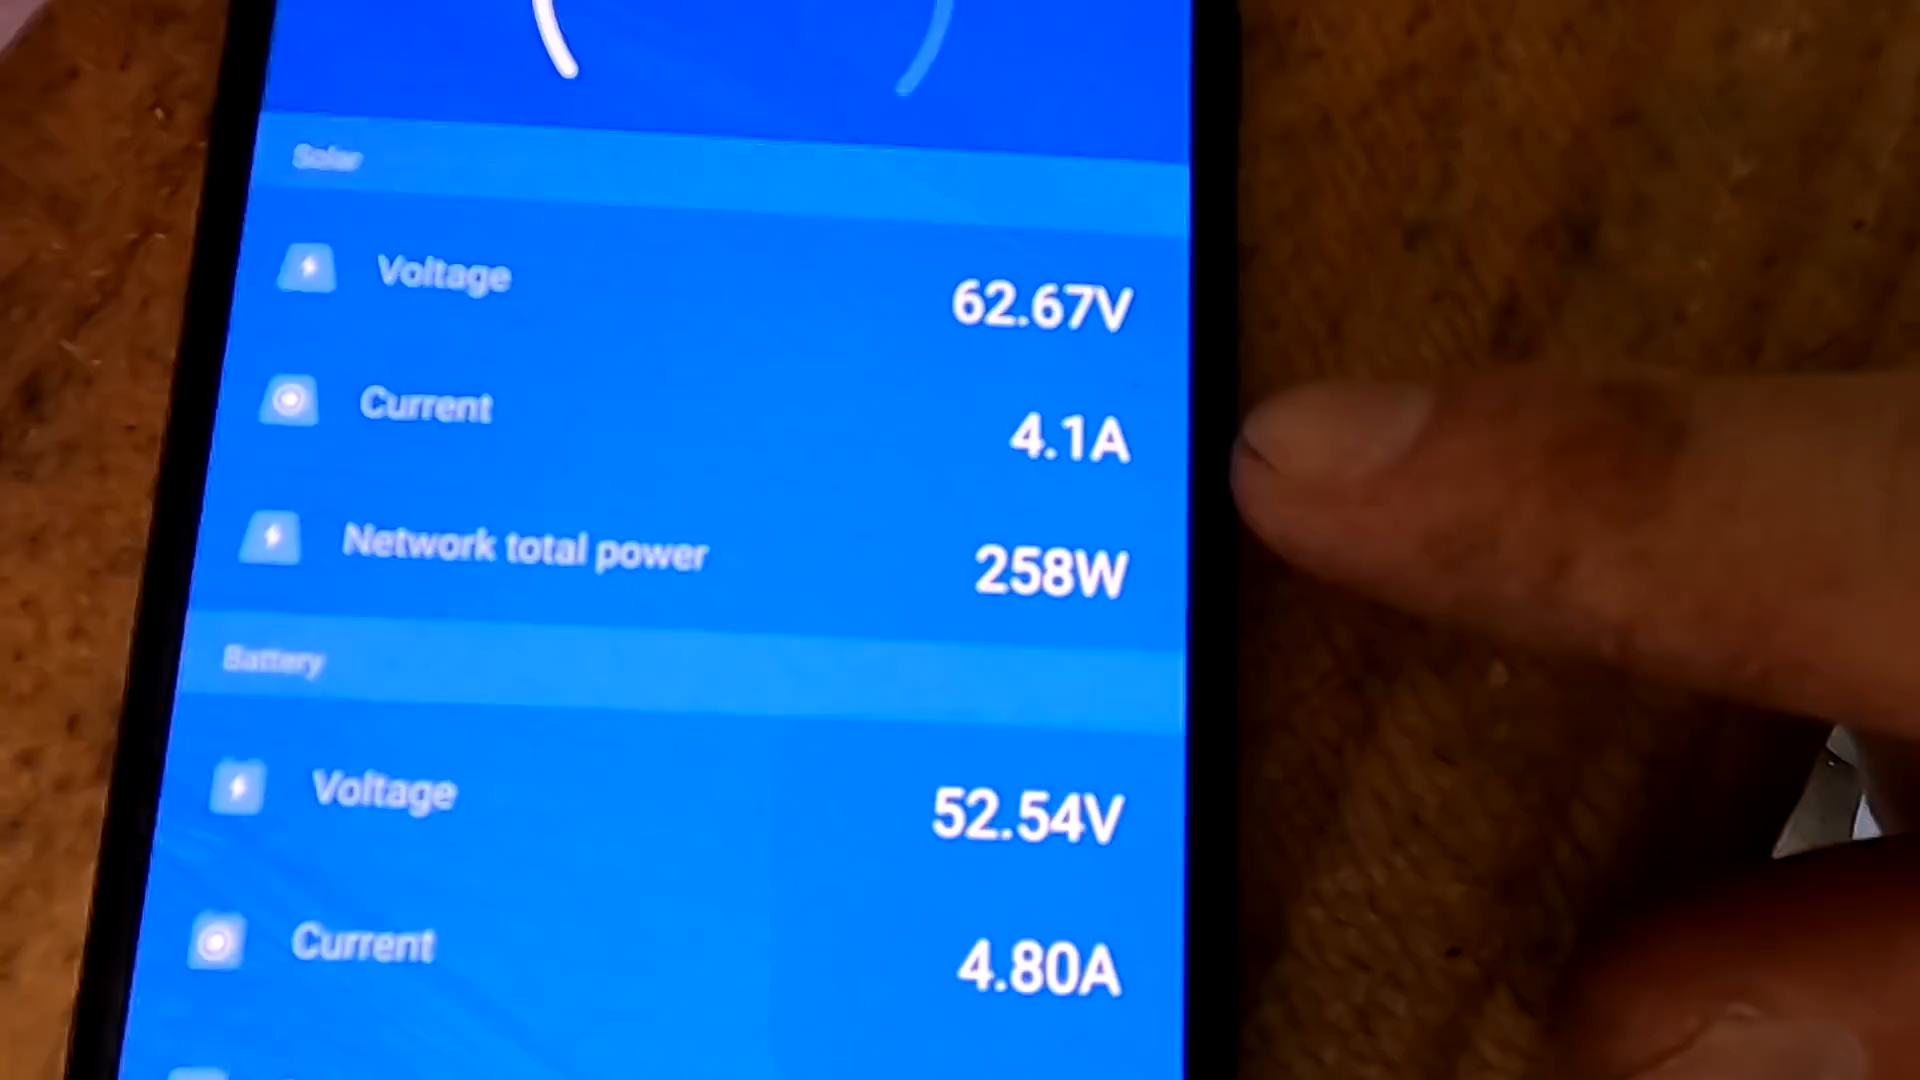 Solar
Voltage 62.67V
Current 4.1A
Network total power 258W
Battery
Voltage 52.54V
Current 4.80A